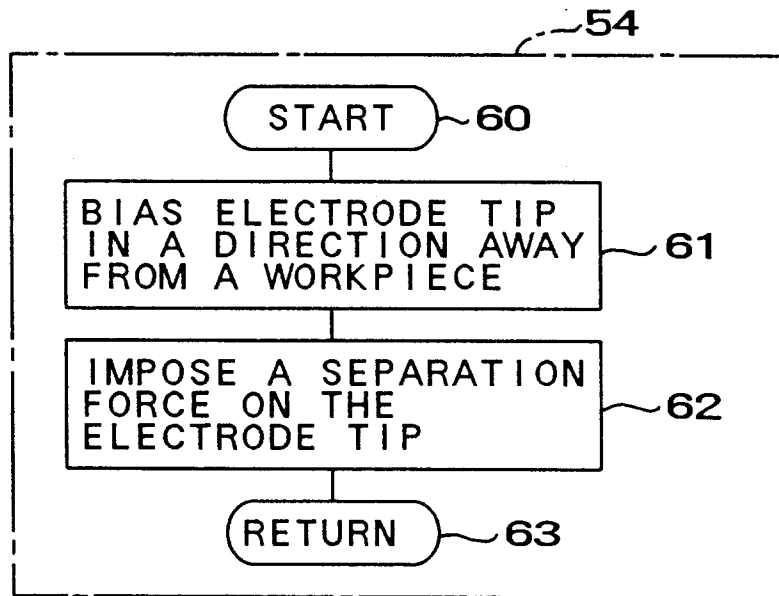 54
START 60
BIAS ELECTRODE TIP
IN A DIRECTION AWAY
FROM A WORKPIECE
61
IMPOSE A SEPARATION
FORCE ON THE
ELECTRODE TIP
62
RETURN 63